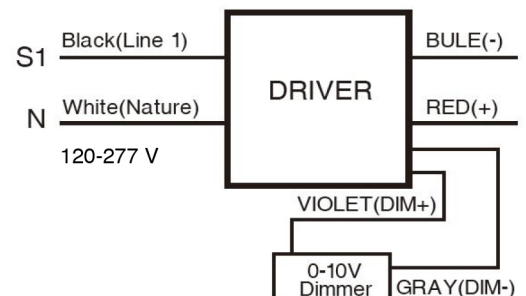 S1 Black(Line 1)
BULE(-)
DRIVER
N White(Nature)
RED(+)
120-277 V
VIOLET(DIM+)
0-10V
Dimmer
GRAY(DIM-)